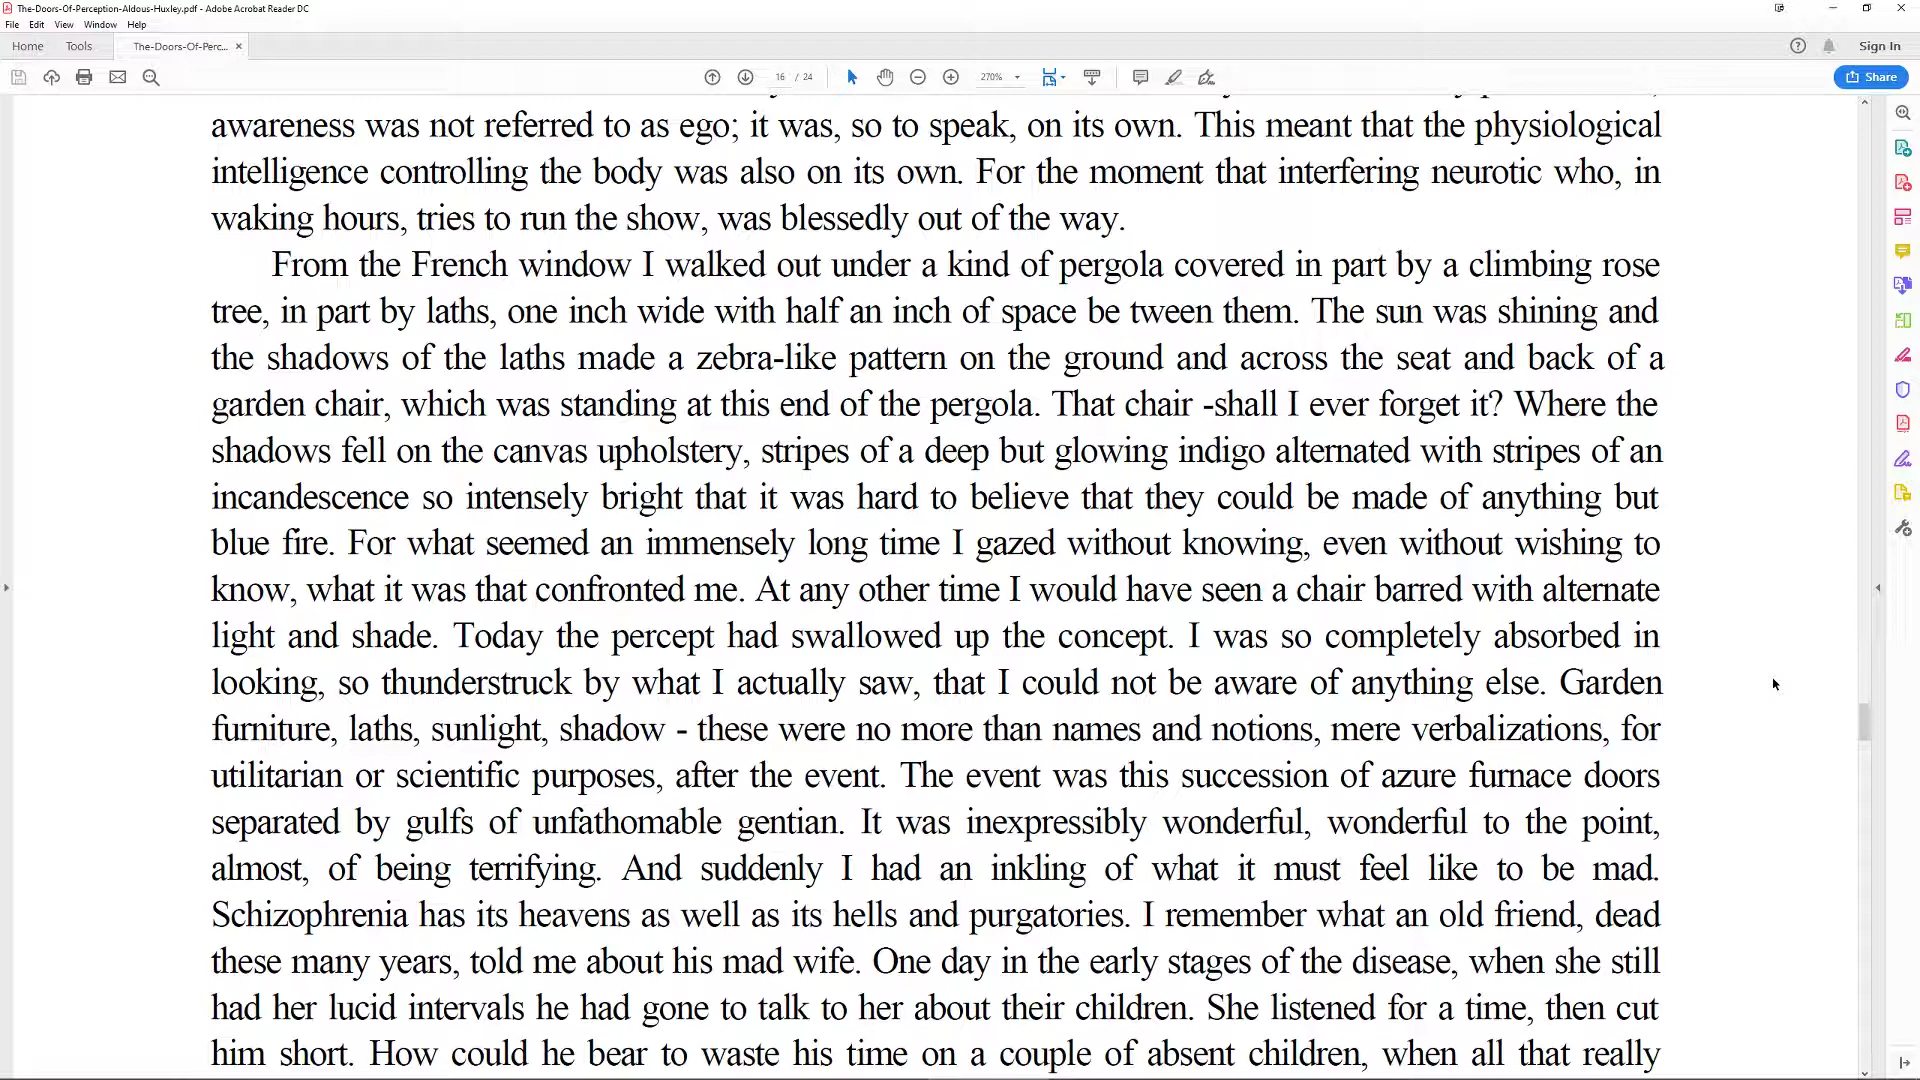 The-Doors-Of-Perception-Aldous-Huxley.pdf - Adobe Acrobat Reader DC
File Edit View Window Help
Home Tools The-Doors-Of-Perc... × Sign In
16 / 24 270% Share
awareness was not referred to as ego; it was, so to speak, on its own. This meant that the physiological
intelligence controlling the body was also on its own. For the moment that interfering neurotic who, in
waking hours, tries to run the show, was blessedly out of the way.
From the French window I walked out under a kind of pergola covered in part by a climbing rose
tree, in part by laths, one inch wide with half an inch of space be tween them. The sun was shining and
the shadows of the laths made a zebra-like pattern on the ground and across the seat and back of a
garden chair, which was standing at this end of the pergola. That chair -shall I ever forget it? Where the
shadows fell on the canvas upholstery, stripes of a deep but glowing indigo alternated with stripes of an
incandescence so intensely bright that it was hard to believe that they could be made of anything but
blue fire. For what seemed an immensely long time I gazed without knowing, even without wishing to
know, what it was that confronted me. At any other time I would have seen a chair barred with alternate
light and shade. Today the percept had swallowed up the concept. I was so completely absorbed in
looking, so thunderstruck by what I actually saw, that I could not be aware of anything else. Garden
furniture, laths, sunlight, shadow - these were no more than names and notions, mere verbalizations, for
utilitarian or scientific purposes, after the event. The event was this succession of azure furnace doors
separated by gulfs of unfathomable gentian. It was inexpressibly wonderful, wonderful to the point,
almost, of being terrifying. And suddenly I had an inkling of what it must feel like to be mad.
Schizophrenia has its heavens as well as its hells and purgatories. I remember what an old friend, dead
these many years, told me about his mad wife. One day in the early stages of the disease, when she still
had her lucid intervals he had gone to talk to her about their children. She listened for a time, then cut
him short. How could he bear to waste his time on a couple of absent children, when all that really